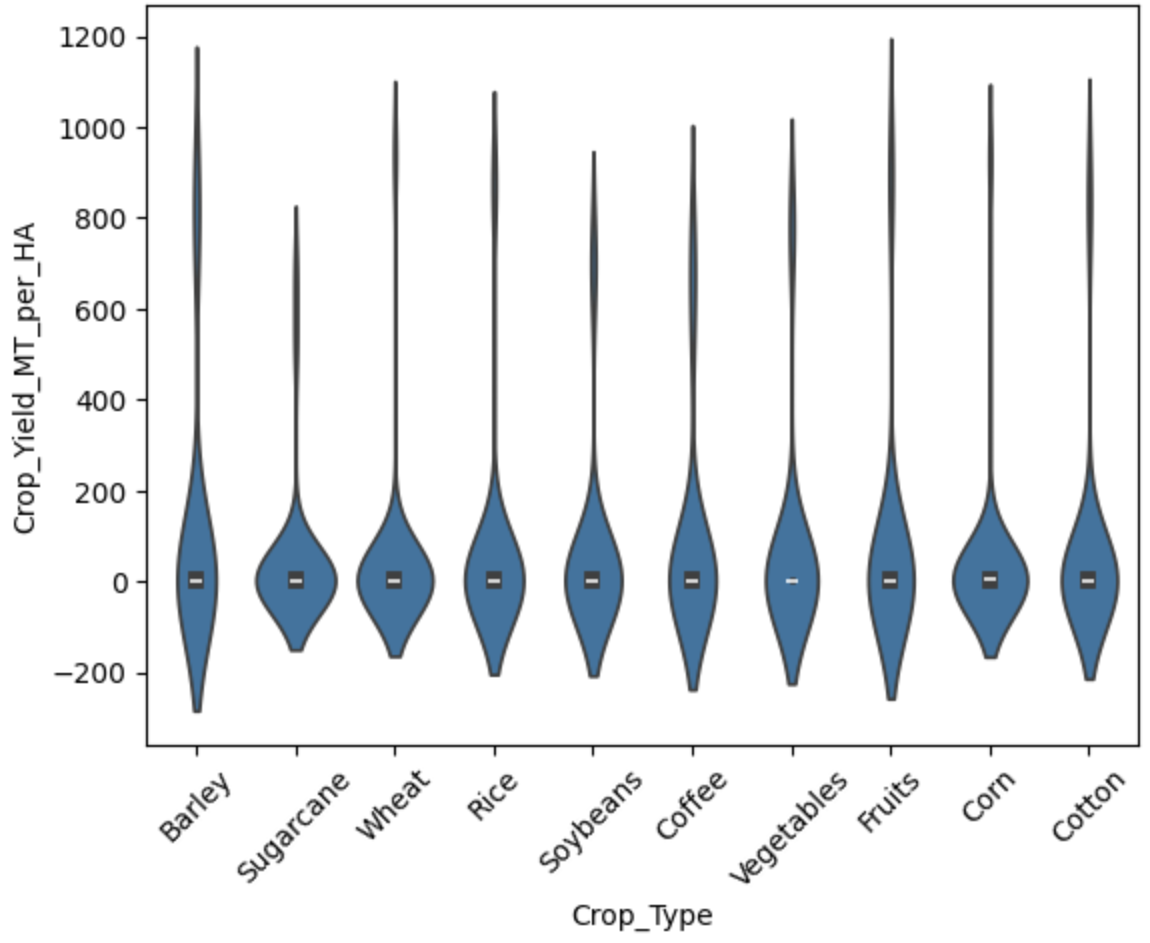 Crop_Yield_MT_per_HA
1200
1000
800
600
400
200
0
−200
Barley
Sugarcane
Wheat
Rice
Soybeans
Coffee
Vegetables
Fruits
Corn
Cotton
Crop_Type